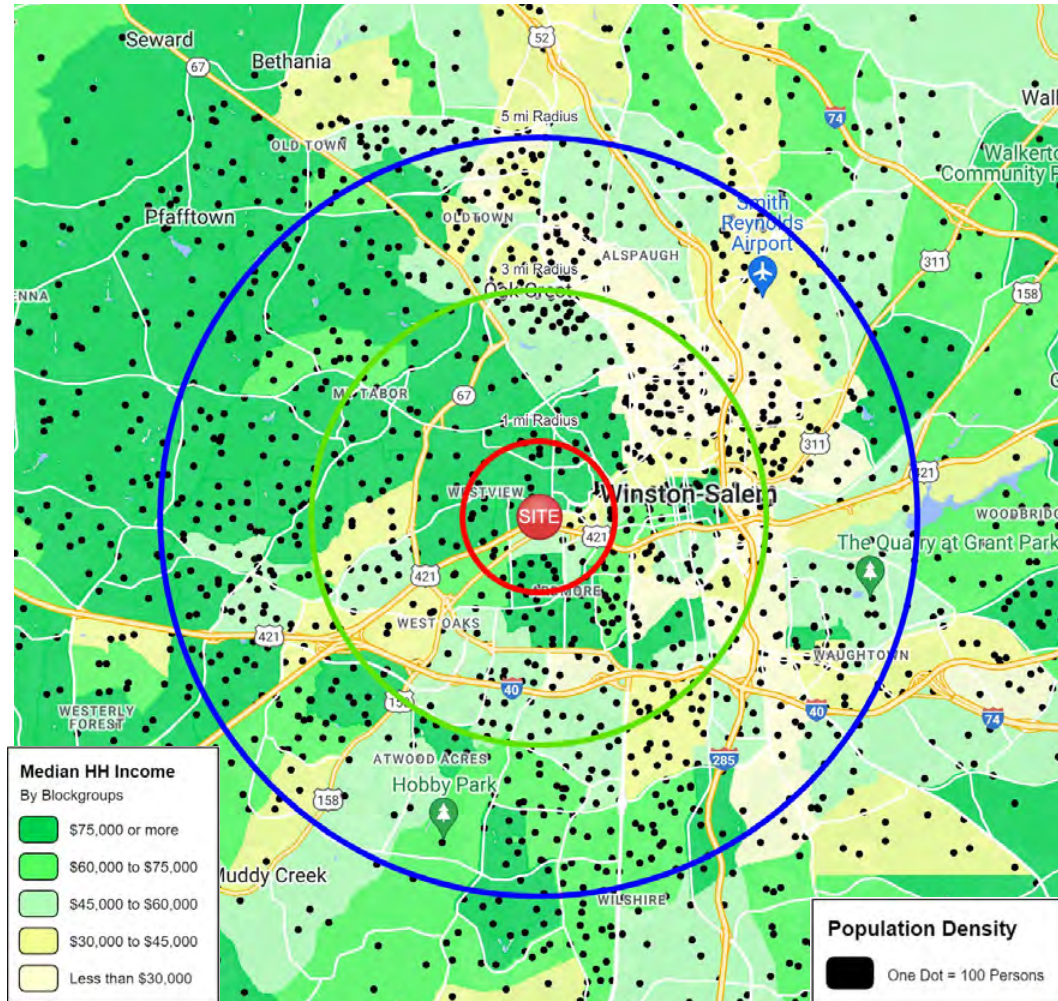 Seward
52
67
Bethania
5 mi Radius
74
OLD TOWN
Walkertown
Community P
Smith
Reynolds
Airport
Pfafftown
OLDTOWN
ALSPAUGH
311
3 mi Radius
Oak Crest
158
ENNA
MT TABOR
67
1 mi Radius
311
421
WESTVIEW
Winston-Salem
SITE
WOODBRIDG
421
The Quarry at Grant Park
421
ARDMORE
WEST OAKS
421
WAUGHTOWN
40
158
40
74
WESTERLY
FOREST
ATWOOD ACRES
285
Hobby Park
158
Muddy Creek
WILSHIRE
Median HH Income
By Blockgroups
$75,000 or more
$60,000 to $75,000
$45,000 to $60,000
$30,000 to $45,000
Less than $30,000
Population Density
One Dot = 100 Persons